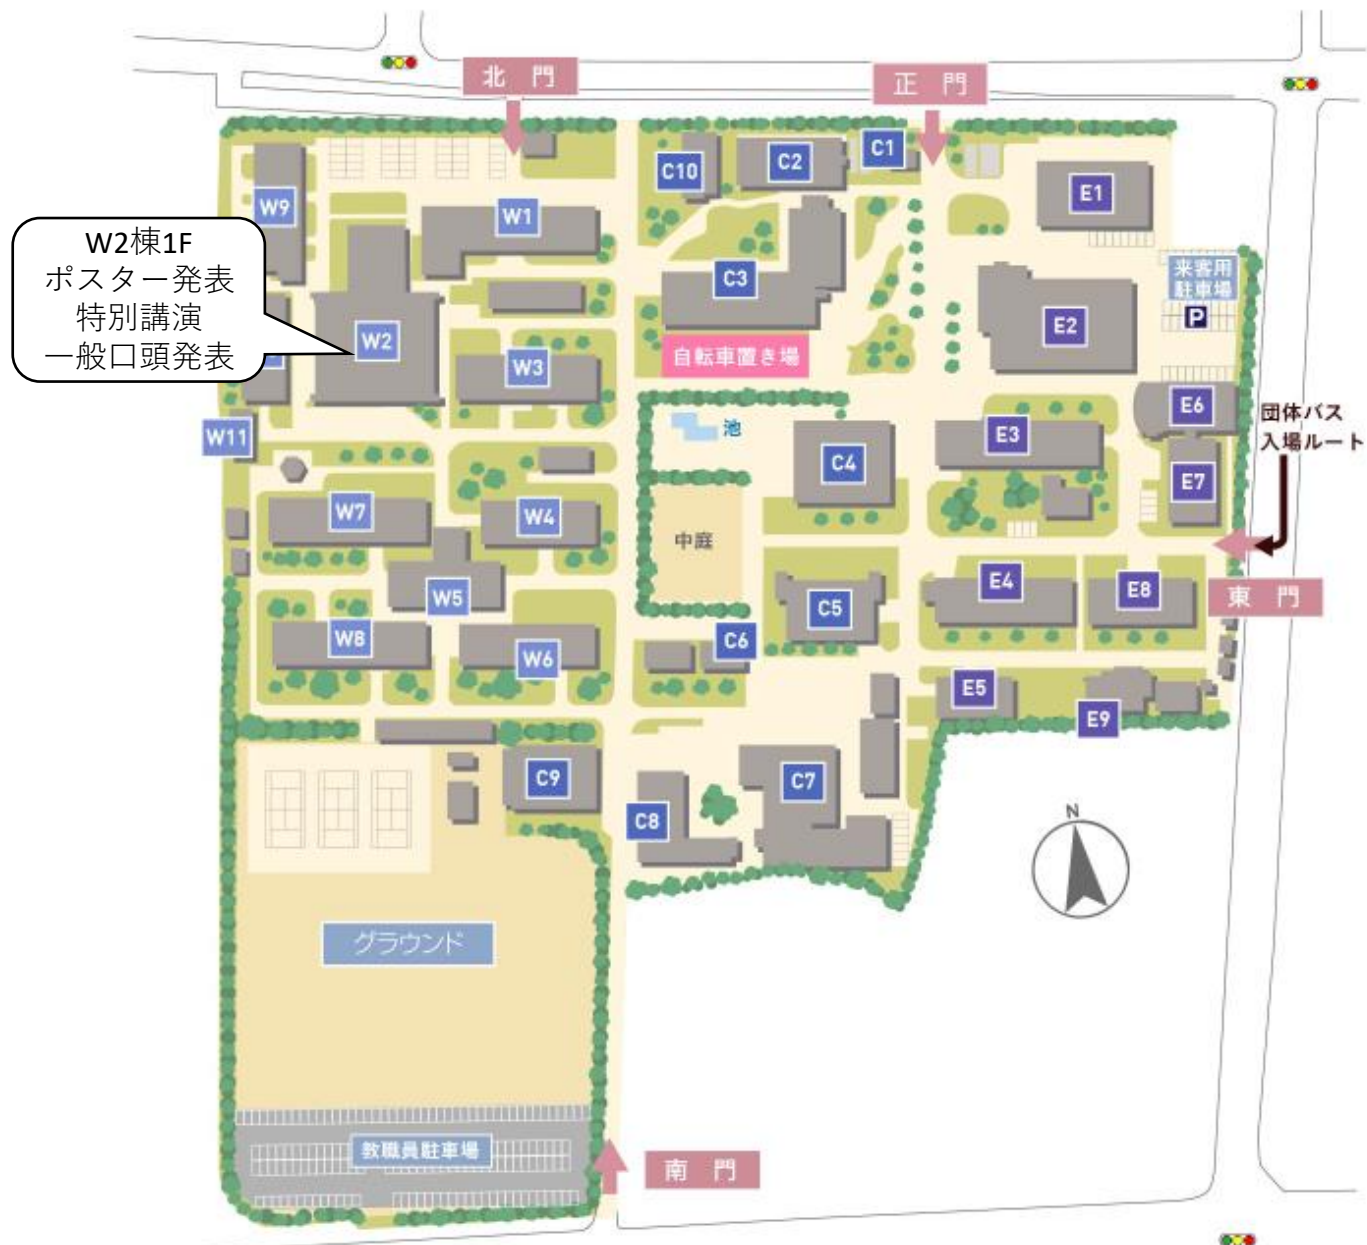 北 門
正 門
C1
C2
C10
E1
W9
W1
W2棟1F
ポスター発表
特別講演
一般口頭発表
来客用
駐車場
P
C3
E2
W2
自転車置き場
W3
E6
団体バス
入場ルート
池
E3
W11
C4
E7
W7
W4
中庭
E4
E8
東 門
W5
C5
W8
C6
W6
E5
E9
C9
C7
N
C8
グラウンド
教職員駐車場
南 門